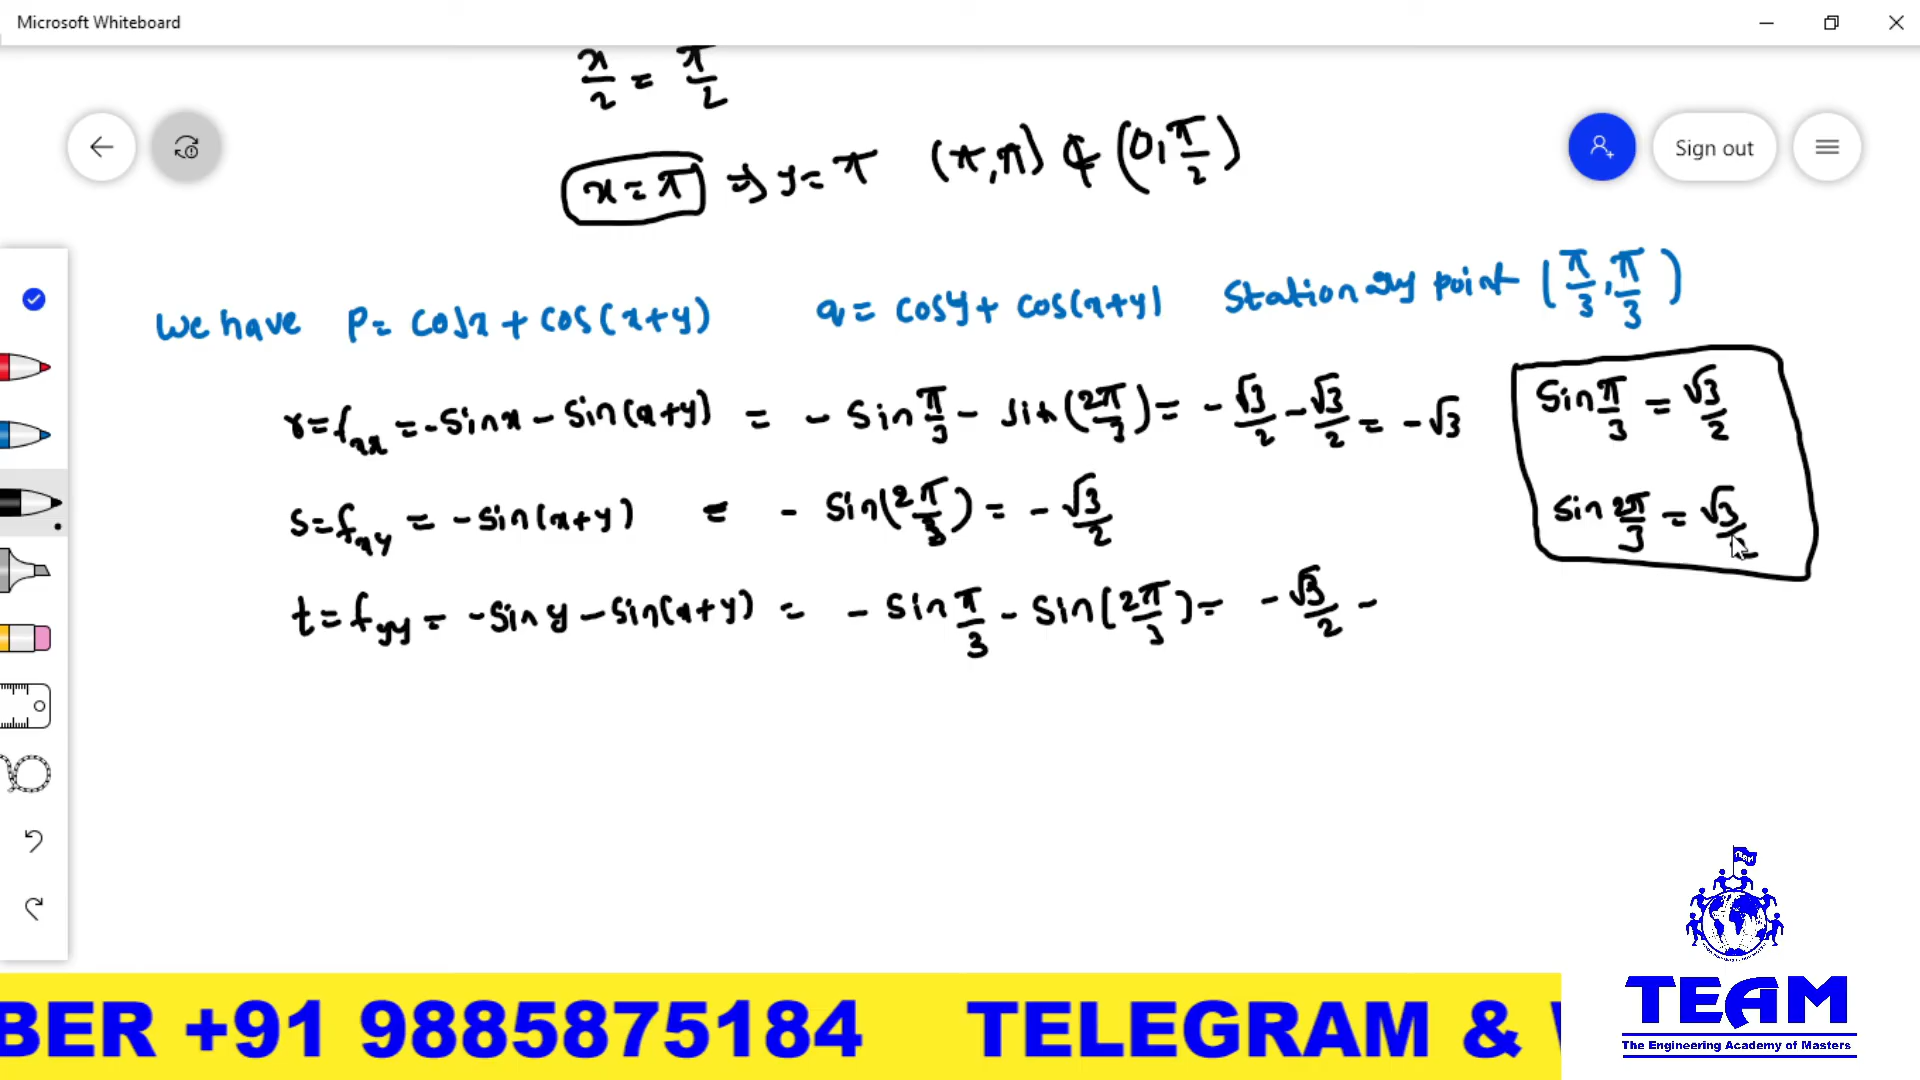 Microsoft Whiteboard
x/2 = π/2
x = π ⇒ y = π (π, π) ∉ (0, π/2)
Sign out
We have P = cosx + cos(x+y) q = cosy + cos(x+y) Stationary point (π/3, π/3)
r = fxx = -Sinx - Sin(x+y) = - Sin π/3 - Sin(2π/3) = - √3/2 - √3/2 = - √3
Sin π/3 = √3/2
S = fxy = - sin(x+y) = - Sin(2π/3) = - √3/2
Sin 2π/3 = √3/2
t = fyy = -Sin y - Sin(x+y) = - Sin π/3 - Sin(2π/3) = - √3/2 -
TEAM
The Engineering Academy of Masters
BER +91 9885875184 TELEGRAM &